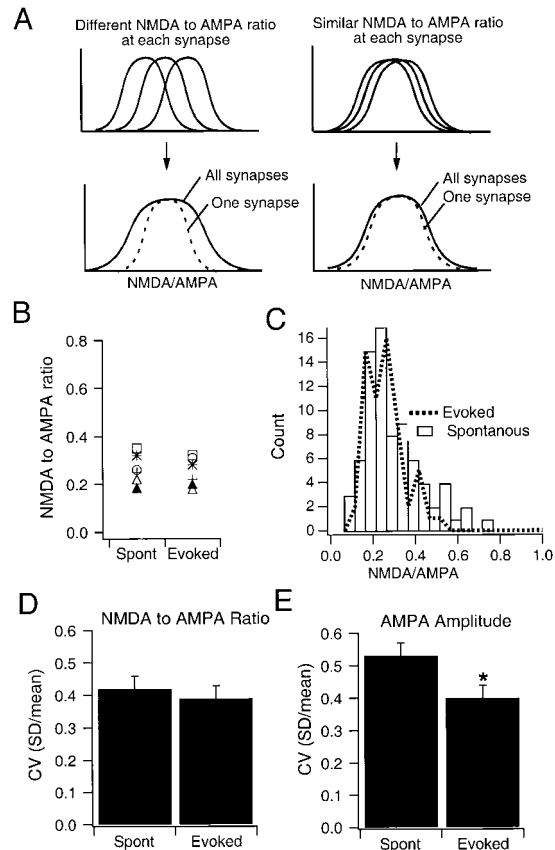 A
Different NMDA to AMPA ratio
at each synapse
Similar NMDA to AMPA ratio
at each synapse
All synapses
One synapse
NMDA/AMPA
All synapses
One synapse
NMDA/AMPA
B
NMDA to AMPA ratio
0.8
0.6
0.4
0.2
0.0
Spont Evoked
C
Count
16
14
12
10
8
6
4
2
0
Evoked
Spontanous
0.0 0.2 0.4 0.6 0.8 1.0
NMDA/AMPA
D
NMDA to AMPA Ratio
CV (SD/mean)
0.6
0.5
0.4
0.3
0.2
0.1
0.0
Spont Evoked
E
AMPA Amplitude
CV (SD/mean)
0.6
0.5
0.4
0.3
0.2
0.1
0.0
*
Spont Evoked